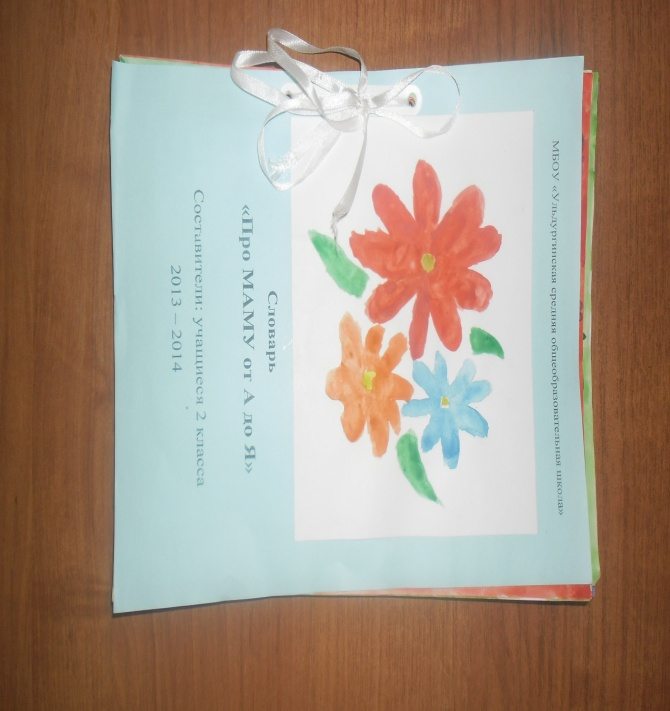 МБОУ «Ульдургинская средняя общеобразовательная школа»
Словарь
«Про МАМУ от А до Я»
Составители: учащиеся 2 класса
2013 – 2014